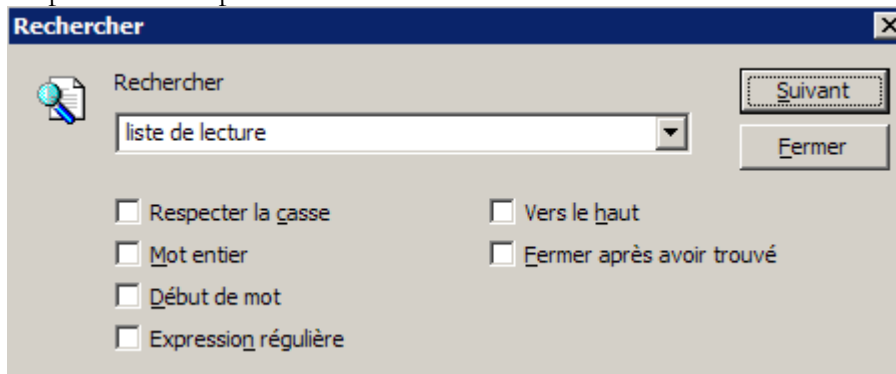 Rechercher
Rechercher
Suivant
liste de lecture
Fermer
Respecter la casse
Vers le haut
Mot entier
Fermer après avoir trouvé
Début de mot
Expression régulière